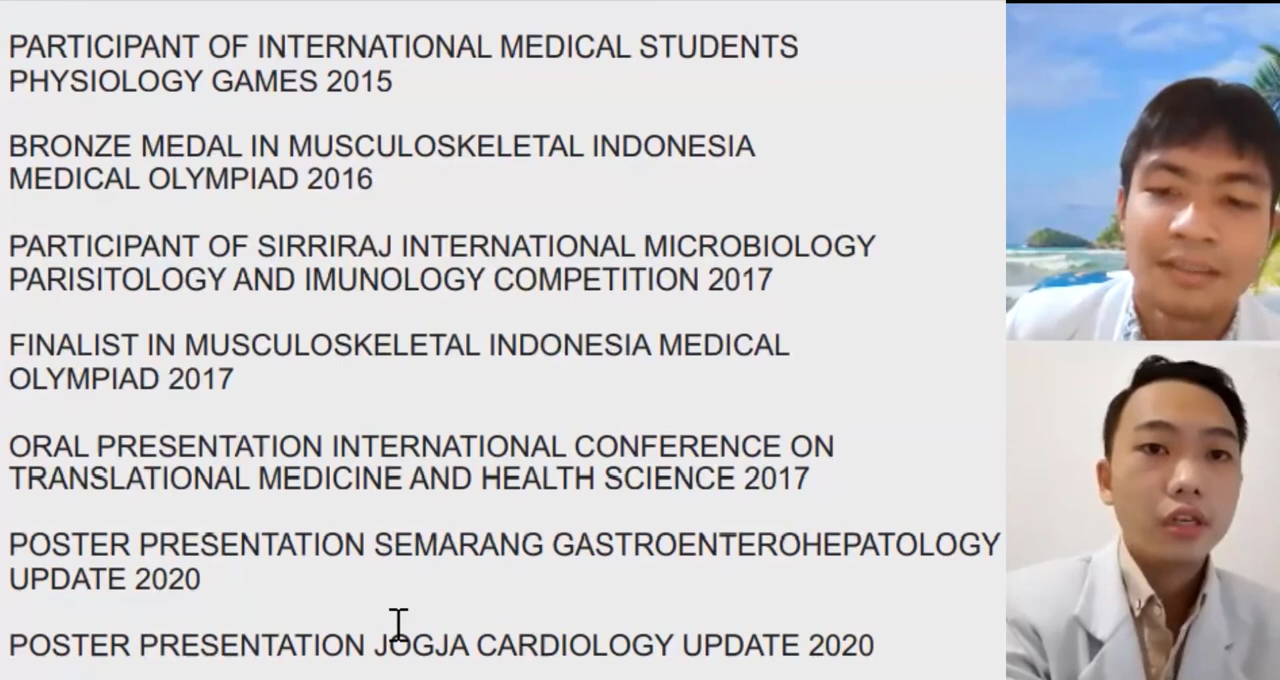 PARTICIPANT OF INTERNATIONAL MEDICAL STUDENTS
PHYSIOLOGY GAMES 2015
BRONZE MEDAL IN MUSCULOSKELETAL INDONESIA
MEDICAL OLYMPIAD 2016
PARTICIPANT OF SIRRIRAJ INTERNATIONAL MICROBIOLOGY
PARISITOLOGY AND IMUNOLOGY COMPETITION 2017
FINALIST IN MUSCULOSKELETAL INDONESIA MEDICAL
OLYMPIAD 2017
ORAL PRESENTATION INTERNATIONAL CONFERENCE ON
TRANSLATIONAL MEDICINE AND HEALTH SCIENCE 2017
POSTER PRESENTATION SEMARANG GASTROENTEROHEPATOLOGY
UPDATE 2020
POSTER PRESENTATION JOGJA CARDIOLOGY UPDATE 2020